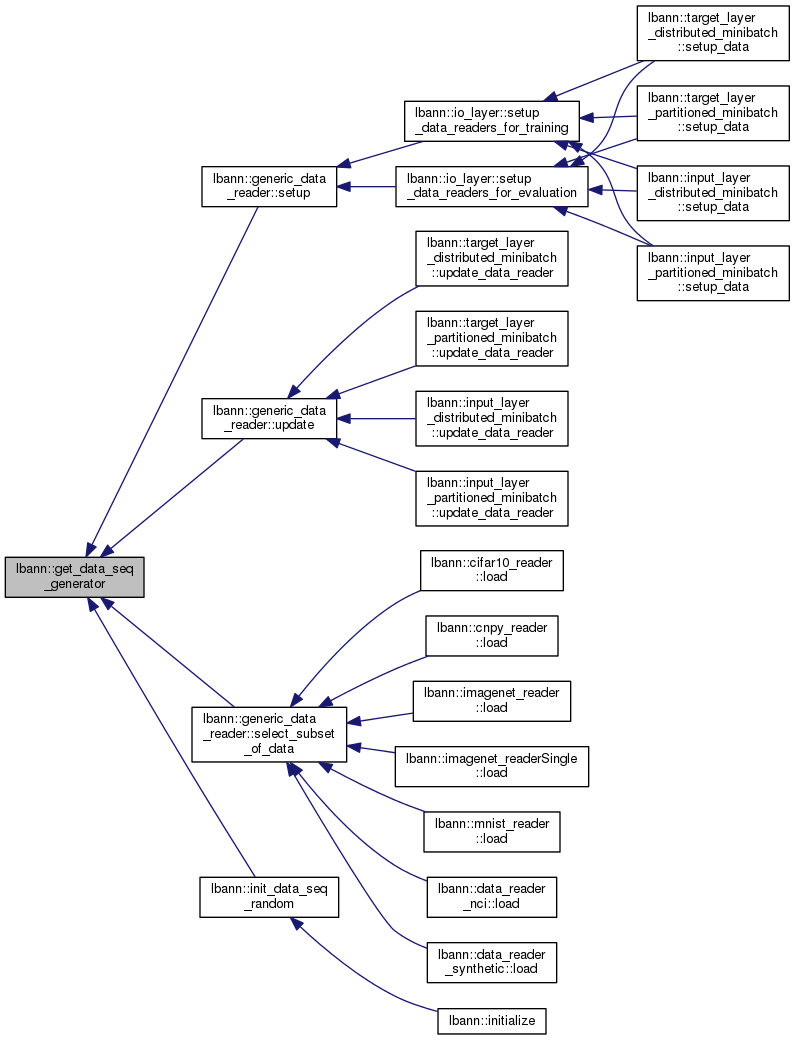 lbann::target_layer
_distributed_minibatch
::setup_data
lbann::io_layer::setup
_data_readers_for_training
lbann::target_layer
_partitioned_minibatch
::setup_data
lbann::generic_data
_reader::setup
lbann::io_layer::setup
_data_readers_for_evaluation
lbann::input_layer
_distributed_minibatch
::setup_data
lbann::input_layer
_partitioned_minibatch
::setup_data
lbann::target_layer
_distributed_minibatch
::update_data_reader
lbann::target_layer
_partitioned_minibatch
::update_data_reader
lbann::generic_data
_reader::update
lbann::input_layer
_distributed_minibatch
::update_data_reader
lbann::input_layer
_partitioned_minibatch
::update_data_reader
lbann::get_data_seq
_generator
lbann::cifar10_reader
::load
lbann::cnpy_reader
::load
lbann::imagenet_reader
::load
lbann::generic_data
_reader::select_subset
_of_data
lbann::imagenet_readerSingle
::load
lbann::mnist_reader
::load
lbann::data_reader
_nci::load
lbann::init_data_seq
_random
lbann::data_reader
_synthetic::load
lbann::initialize